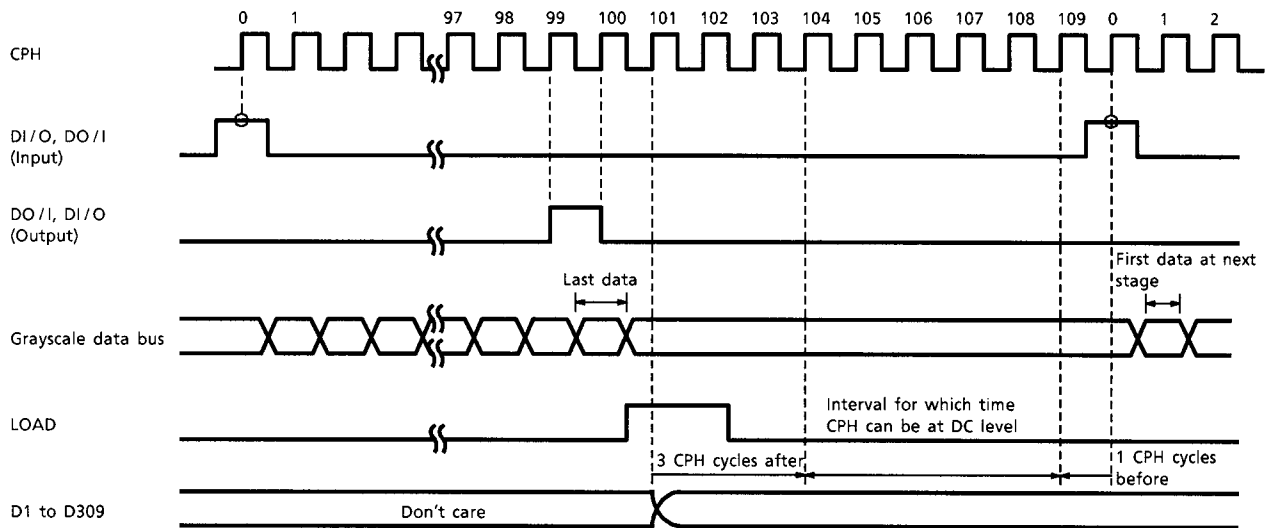 0 1 97 98 99 100 101 102 103 104 105 106 107 108 109 0 1 2
CPH
DI/O, DO/I
(Input)
DO/I, DI/O
(Output)
First data at next
stage
Last data
Grayscale data bus
LOAD
Interval for which time
CPH can be at DC level
3 CPH cycles after
1 CPH cycles
before
D1 to D309
Don't care